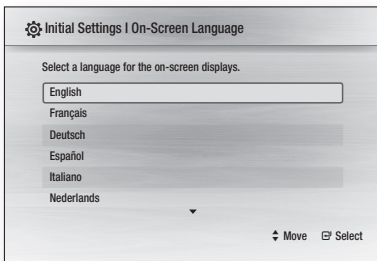 Initial Settings I On-Screen Language
Select a language for the on-screen displays.
English
Français
Deutsch
Español
Italiano
Nederlands
Move Select